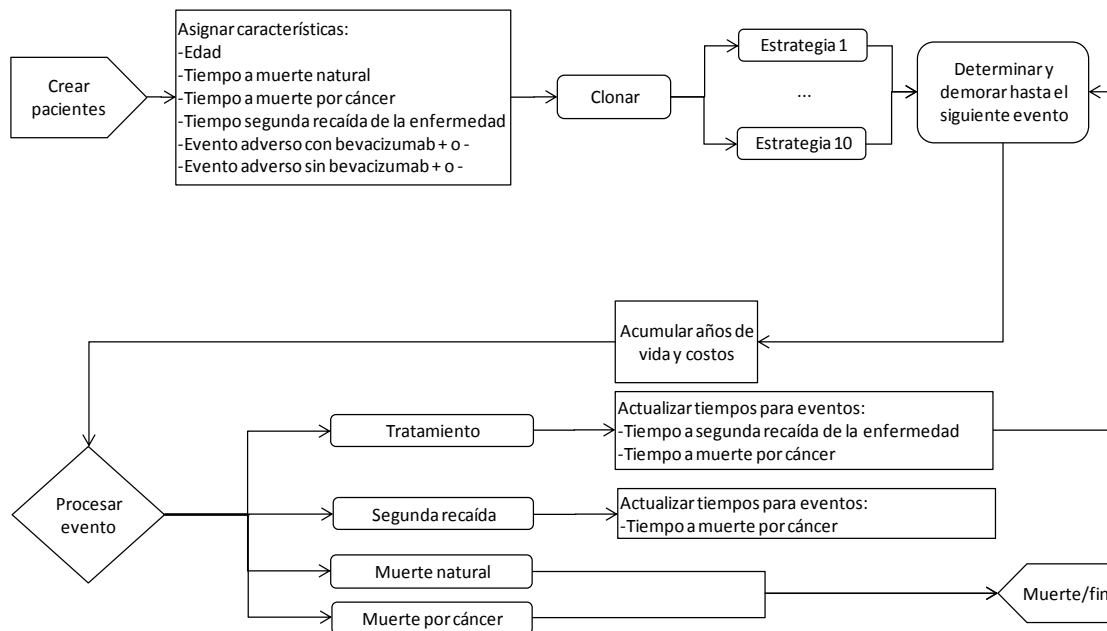 Crear
pacientes
Asignar características:
-Edad
-Tiempo a muerte natural
-Tiempo a muerte por cáncer
-Tiempo segunda recaída de la enfermedad
-Evento adverso con bevacizumab + o -
-Evento adverso sin bevacizumab + o -
Clonar
Estrategia 1
...
Estrategia 10
Determinar y
demorar hasta el
siguiente evento
Acumular años de
vida y costos
Procesar
evento
Tratamiento
Actualizar tiempos para eventos:
-Tiempo a segunda recaída de la enfermedad
-Tiempo a muerte por cáncer
Segunda recaída
Actualizar tiempos para eventos:
-Tiempo a muerte por cáncer
Muerte natural
Muerte por cáncer
Muerte/fin